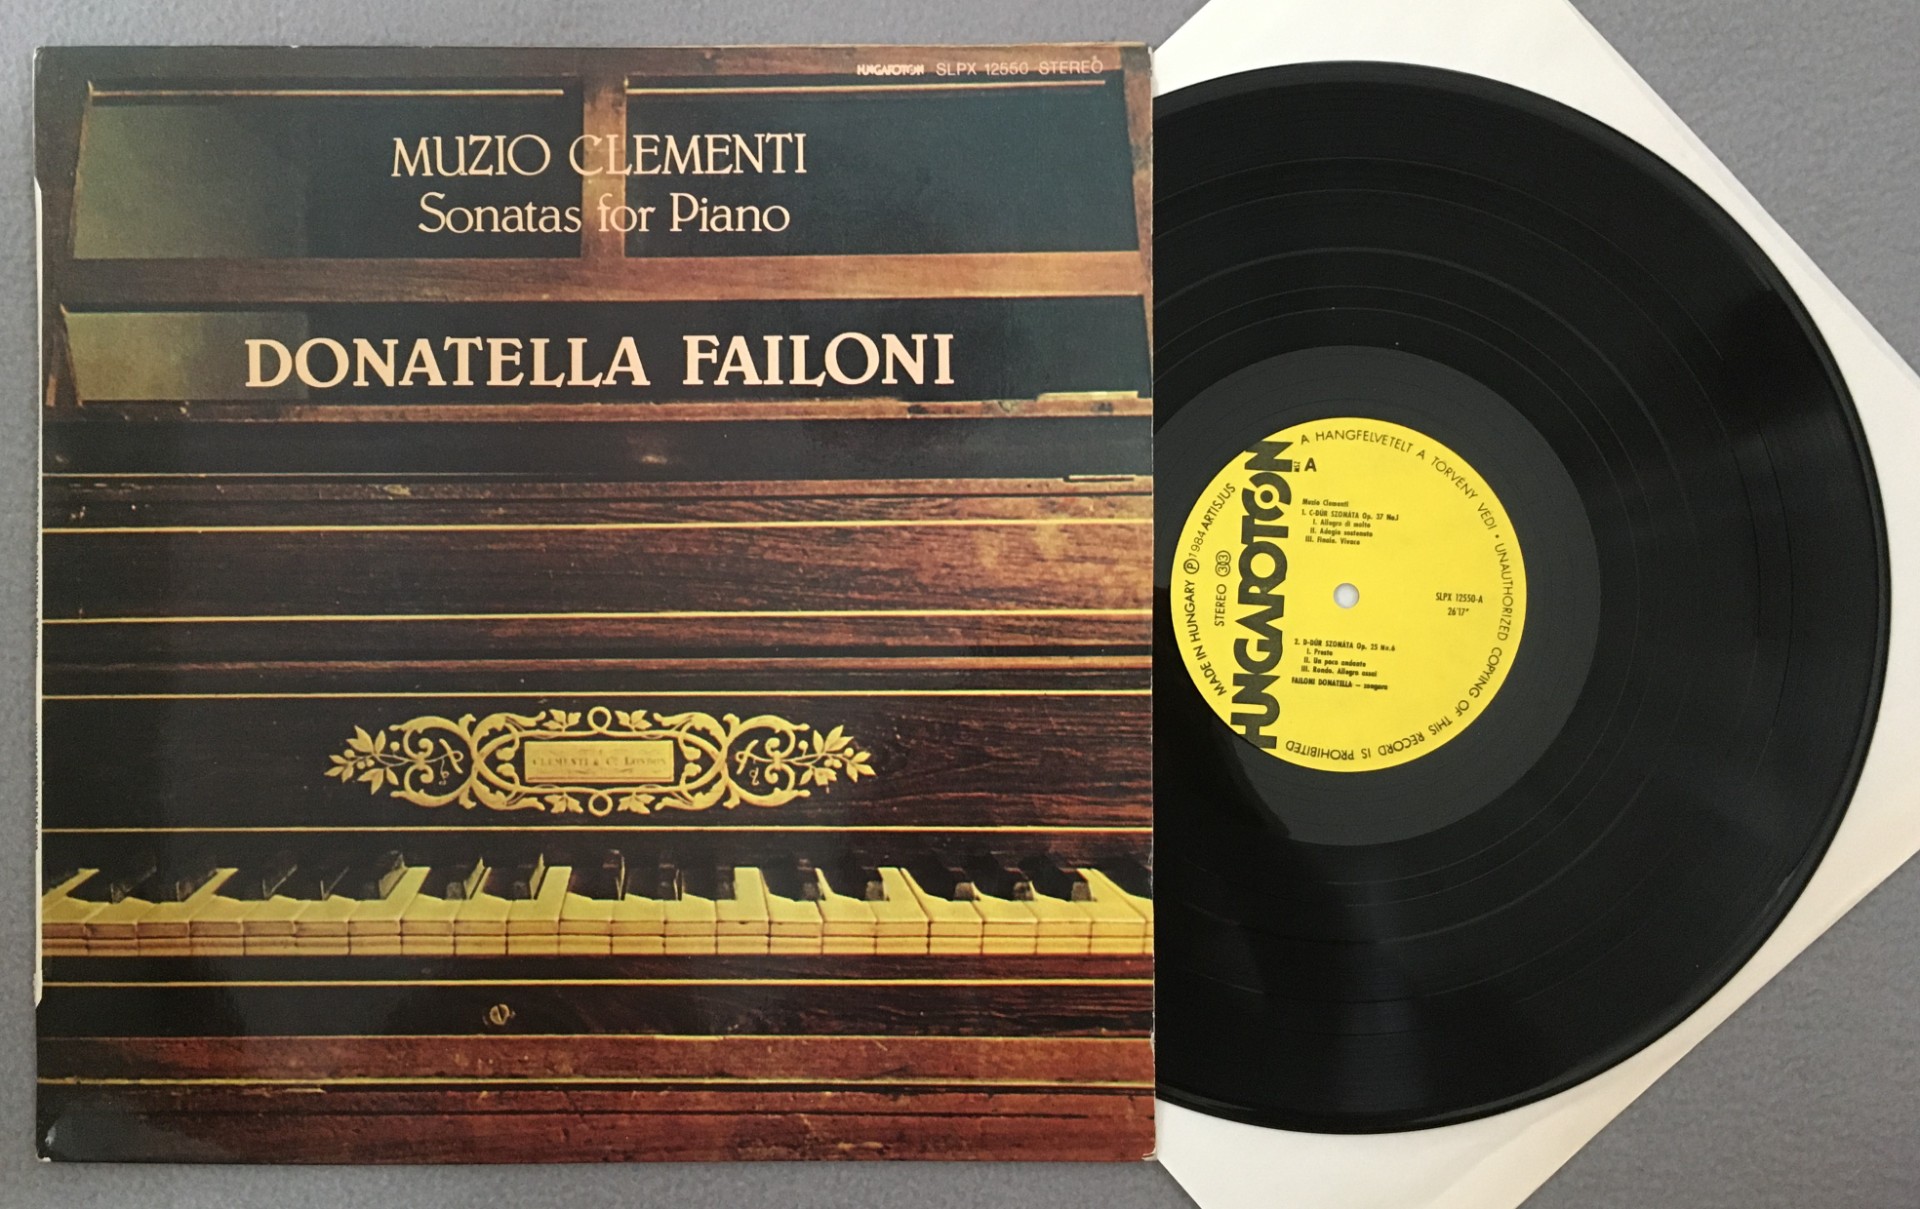 HUNGAROTON SLPX 12550 STEREO
MUZIO CLEMENTI
Sonatas for Piano
DONATELLA FAILONI
CLEMENTI & Co LONDON
A HANGFELVÉTELT A TÖRVÉNY VÉDI • UNAUTHORIZED COPYING OF THIS RECORD IS PROHIBITED
MADE IN HUNGARY Ⓟ 1984 ARTISJUS
STEREO 33
HUNGAROTON
MSZ
A
Muzio Clementi
1. C-DÚR SZONÁTA Op. 37 No.1
I. Allegro di molto
II. Adagio sostenuto
III. Finale. Vivace
SLPX 12550-A
26'17"
2. D-DÚR SZONÁTA Op. 25 No.6
I. Presto
II. Un poco andante
III. Rondo. Allegro assai
FAILONI DONATELLA – zongora